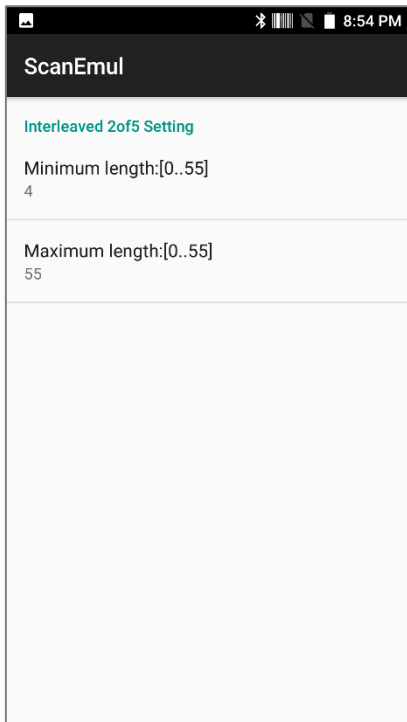 8:54 PM
ScanEmul
Interleaved 2of5 Setting
Minimum length:[0..55]
4
Maximum length:[0..55]
55